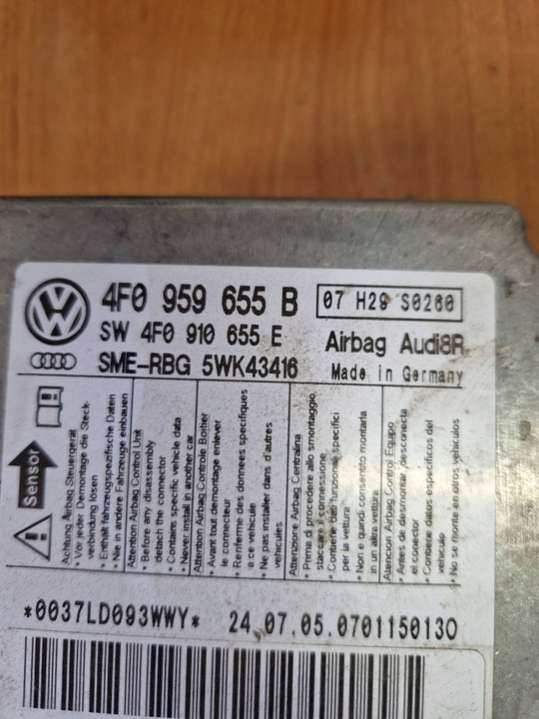 4F0 959 655 B 07 H29 S0260
SW 4F0 910 655 E Airbag Audi8R
SME-RBG 5WK43416 Made in Germany
Sensor
Achtung Airbag Steuergerät
• Vor jeder Demontage die Steck-
verbindung lösen
• Enthält fahrzeugspezifische Daten
• Nie in andere Fahrzeuge einbauen
Attention Airbag Control Unit
• Before any disassembly
detach the connector
• Contains specific vehicle data
• Never install in another car
Attention Airbag Controle Boitier
• Avant tout demontage enlever
le connecteur
• Renferme des donnees specifiques
a ce vehicule
• Ne pas installer dans d'autres
vehicules
Attenzione Airbag Centralina
• Prima di procedere allo smontaggio,
staccare il connessione
• Contiene dati funzionali specifici
per la vettura
• Non e quindi consentito montarla
in un altra vettura
Atencion Airbag Control Equipo
• Antes de desmontar desconecta
el conector
• Contiene datos especificos del
vehiculo
• No se monte en otros vehiculos
*0037LD093WWY* 24.07.05.0701150130